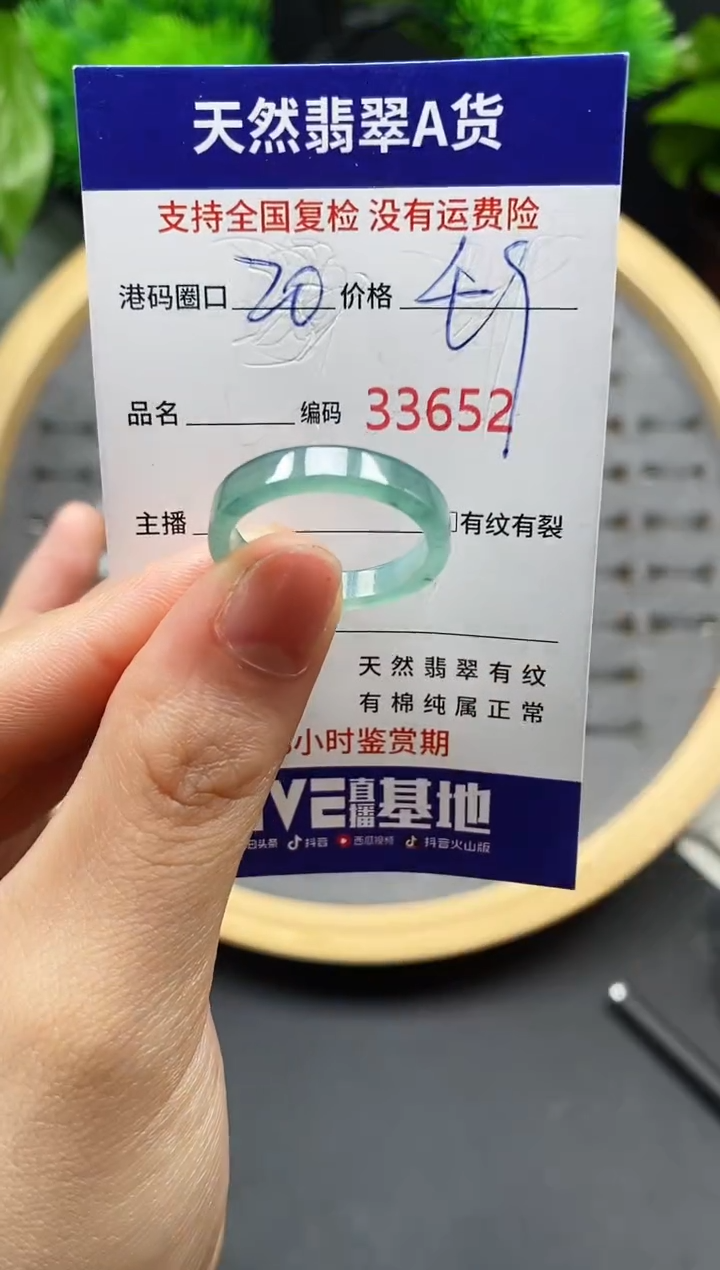 天然翡翠A货
支持全国复检 没有运费险
港码圈口 20 价格
品名 编码 33652
主播 □有纹有裂
天然翡翠有纹
有棉纯属正常
小时鉴赏期
直播基地
头条 抖音 西瓜视频 抖音火山版